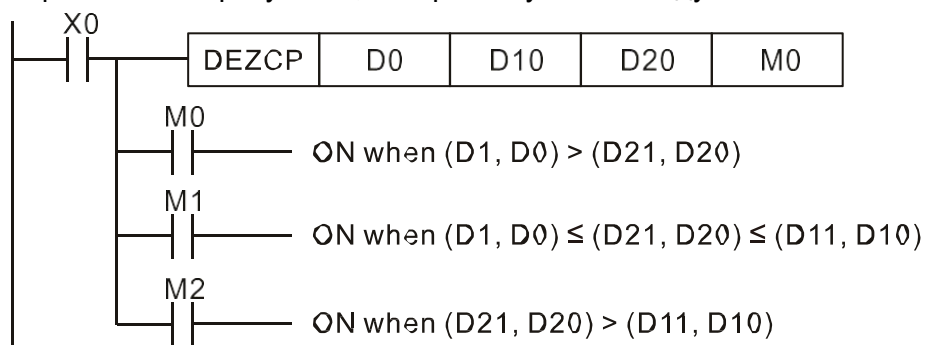 X0
DEZCP D0 D10 D20 M0
M0
ON when (D1, D0) > (D21, D20)
M1
ON when (D1, D0) ≤ (D21, D20) ≤ (D11, D10)
M2
ON when (D21, D20) > (D11, D10)